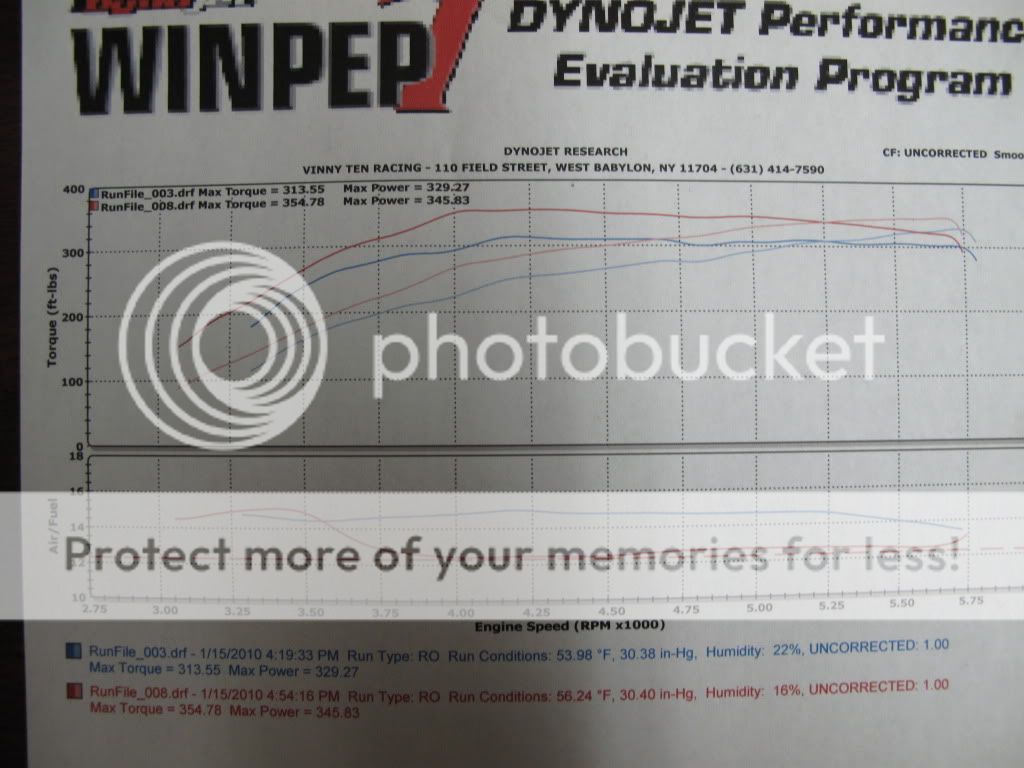 WINPEP
DYNOJET Performanc
Evaluation Program
DYNOJET RESEARCH
CF: UNCORRECTED Smoo
VINNY TEN RACING - 110 FIELD STREET, WEST BABYLON, NY 11704 - (631) 414-7590
RunFile_003.drf Max Torque = 313.55 Max Power = 329.27
RunFile_008.drf Max Torque = 354.78 Max Power = 345.83
400
300
200
100
0
Torque (ft-lbs)
photobucket
18
16
14
12
10
Air/Fuel
Protect more of your memories for less!
2.75 3.00 3.25 3.50 3.75 4.00 4.25 4.50 4.75 5.00 5.25 5.50 5.75
Engine Speed (RPM x1000)
RunFile_003.drf - 1/15/2010 4:19:33 PM Run Type: RO Run Conditions: 53.98 °F, 30.38 in-Hg, Humidity: 22%, UNCORRECTED: 1.00
Max Torque = 313.55 Max Power = 329.27
RunFile_008.drf - 1/15/2010 4:54:16 PM Run Type: RO Run Conditions: 56.24 °F, 30.40 in-Hg, Humidity: 16%, UNCORRECTED: 1.00
Max Torque = 354.78 Max Power = 345.83